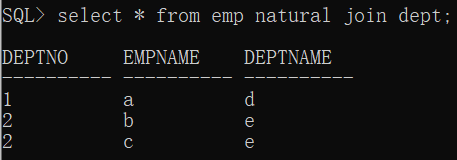 SQL> select * from emp natural join dept;
DEPTNO EMPNAME DEPTNAME
---------- ---------- ----------
1 a d
2 b e
2 c e